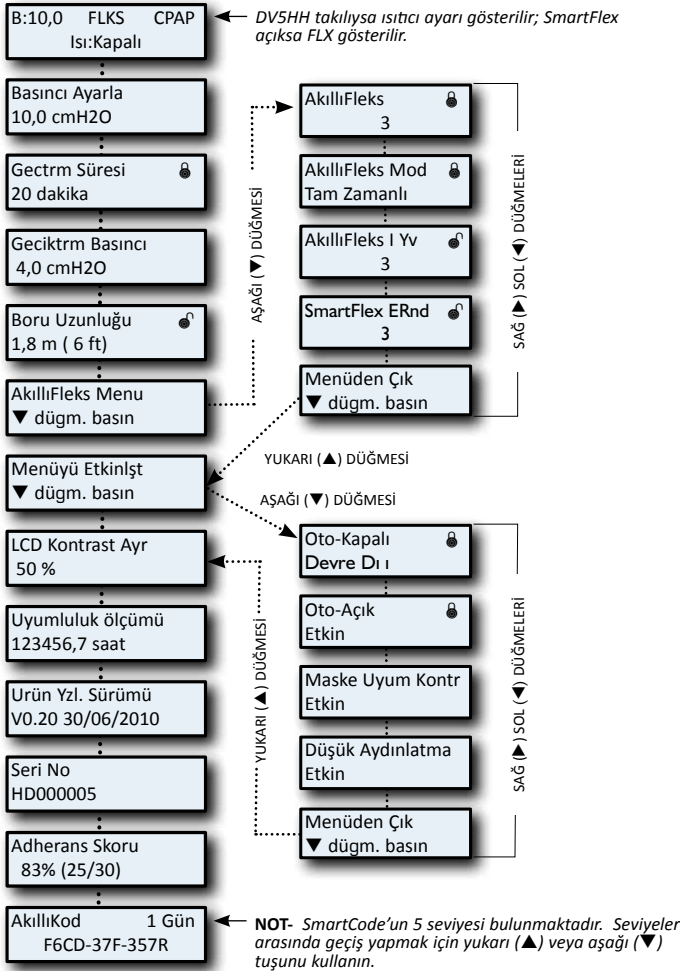 B:10,0 FLKS CPAP
Isı:Kapalı
DV5HH takılıysa ısıtıcı ayarı gösterilir; SmartFlex
açıksa FLX gösterilir.
Basıncı Ayarla
10,0 cmH2O
Gectrm Süresi
20 dakika
Geciktrm Basıncı
4,0 cmH2O
Boru Uzunluğu
1,8 m ( 6 ft)
AkıllıFleks Menu
▼ dügm. basın
AŞAĞI (▼) DÜĞMESİ
AkıllıFleks
3
AkıllıFleks Mod
Tam Zamanlı
AkıllıFleks I Yv
3
SmartFlex ERnd
3
Menüden Çık
▼ dügm. basın
SAĞ (▶) SOL (◀) DÜĞMELERİ
YUKARI (▲) DÜĞMESİ
Menüyü Etkinlşt
▼ dügm. basın
AŞAĞI (▼) DÜĞMESİ
LCD Kontrast Ayr
50 %
Uyumluluk ölçümü
123456,7 saat
Urün Yzl. Sürümü
V0.20 30/06/2010
Seri No
HD000005
Adherans Skoru
83% (25/30)
YUKARI (▲) DÜĞMESİ
Oto-Kapalı
Devre Dı ı
Oto-Açık
Etkin
Maske Uyum Kontr
Etkin
Düşük Aydınlatma
Etkin
Menüden Çık
▼ dügm. basın
SAĞ (▶) SOL (◀) DÜĞMELERİ
AkıllıKod 1 Gün
F6CD-37F-357R
NOT- SmartCode'un 5 seviyesi bulunmaktadır. Seviyeler
arasında geçiş yapmak için yukarı (▲) veya aşağı (▼)
tuşunu kullanın.